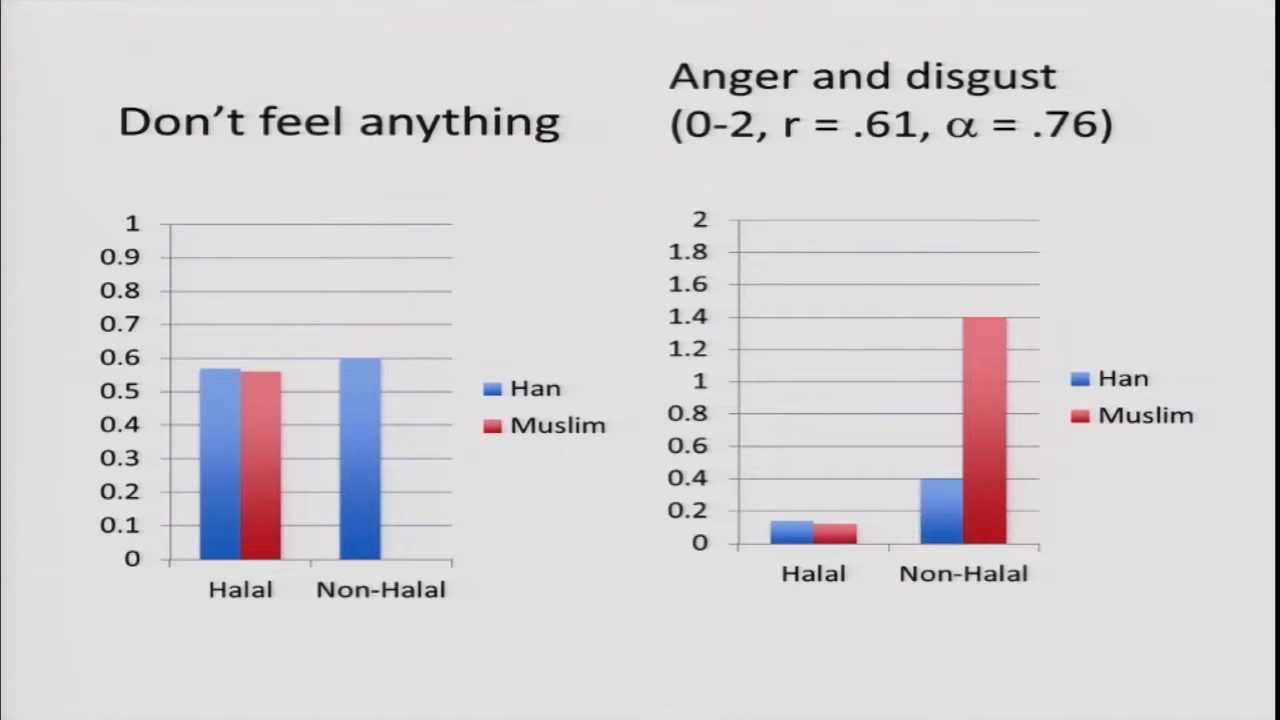 Don't feel anything
Anger and disgust
(0-2, r = .61, α = .76)
1
0.9
0.8
0.7
0.6
0.5
0.4
0.3
0.2
0.1
0
Halal
Non-Halal
Han
Muslim
2
1.8
1.6
1.4
1.2
1
0.8
0.6
0.4
0.2
0
Halal
Non-Halal
Han
Muslim